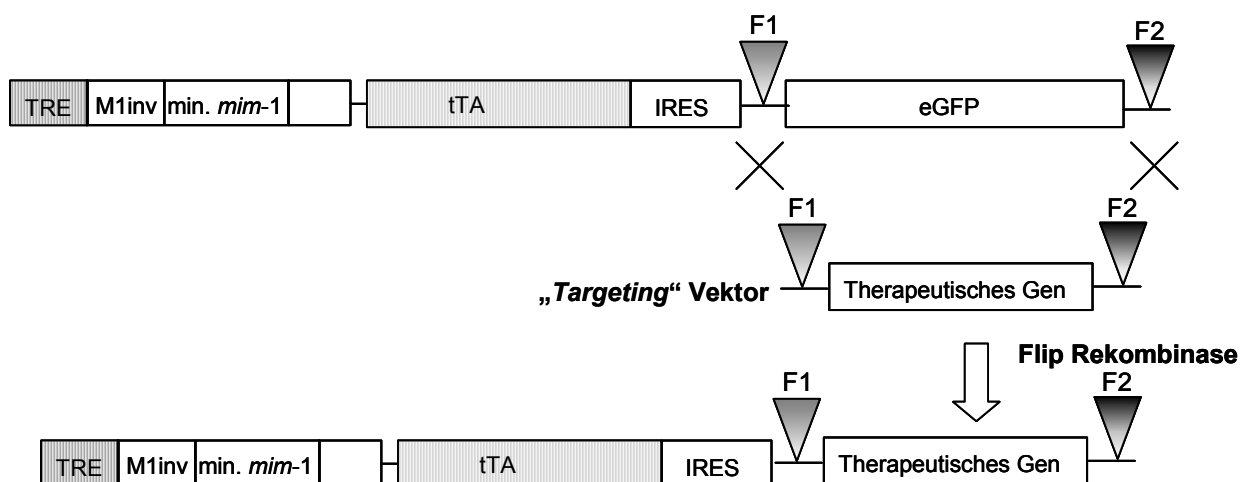 F1 F2
TRE M1inv min. mim-1 tTA IRES eGFP
F1 F2
„Targeting“ Vektor Therapeutisches Gen
Flip Rekombinase
F1 F2
TRE M1inv min. mim-1 tTA IRES Therapeutisches Gen